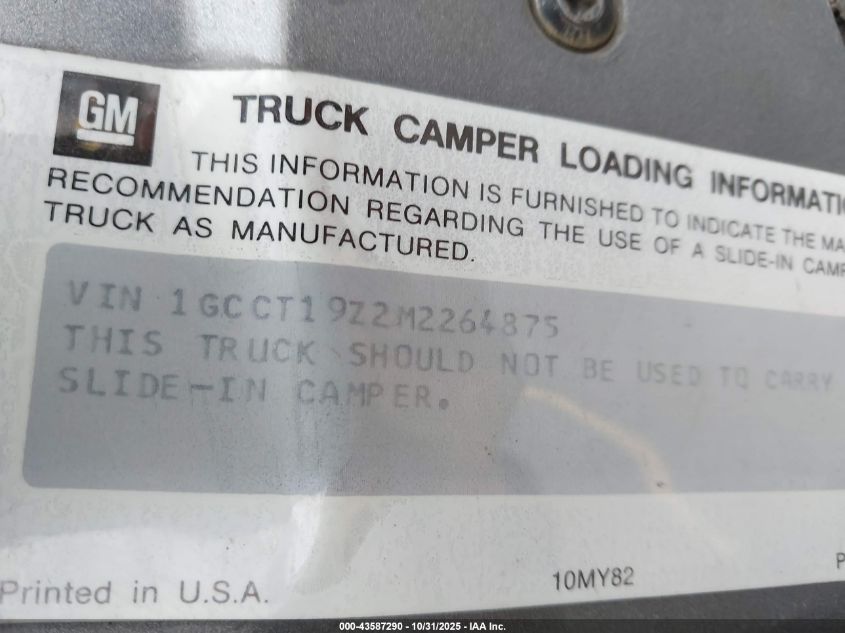 GM
TRUCK CAMPER LOADING INFORMATI
THIS INFORMATION IS FURNISHED TO INDICATE THE MA
RECOMMENDATION REGARDING THE USE OF A SLIDE-IN CAMP
TRUCK AS MANUFACTURED.
VIN 1GCCT19Z2M2264875
THIS TRUCK SHOULD NOT BE USED TO CARRY
SLIDE-IN CAMPER.
Printed in U.S.A.
10MY82
P
000-43587290 - 10/31/2025 - IAA Inc.